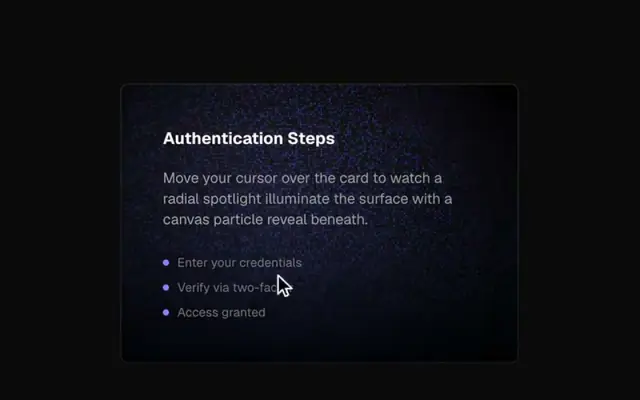 Authentication Steps
Move your cursor over the card to watch a
radial spotlight illuminate the surface with a
canvas particle reveal beneath.
Enter your credentials
Verify via
Access granted